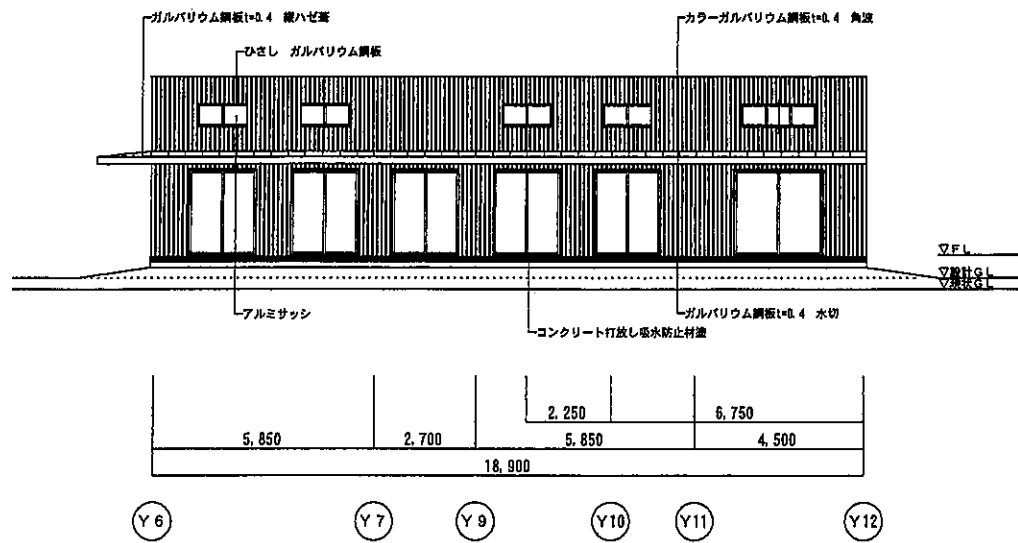 ガルバリウム鋼板t=0.4 縦ハゼ葺
カラーガルバリウム鋼板t=0.4 角波
ひさし ガルバリウム鋼板
1
▽FL
▽設計GL
▽現状GL
アルミサッシ
ガルバリウム鋼板t=0.4 水切
コンクリート打放し吸水防止材塗
2,250
6,750
5,850
2,700
5,850
4,500
18,900
Y6
Y7
Y9
Y10
Y11
Y12